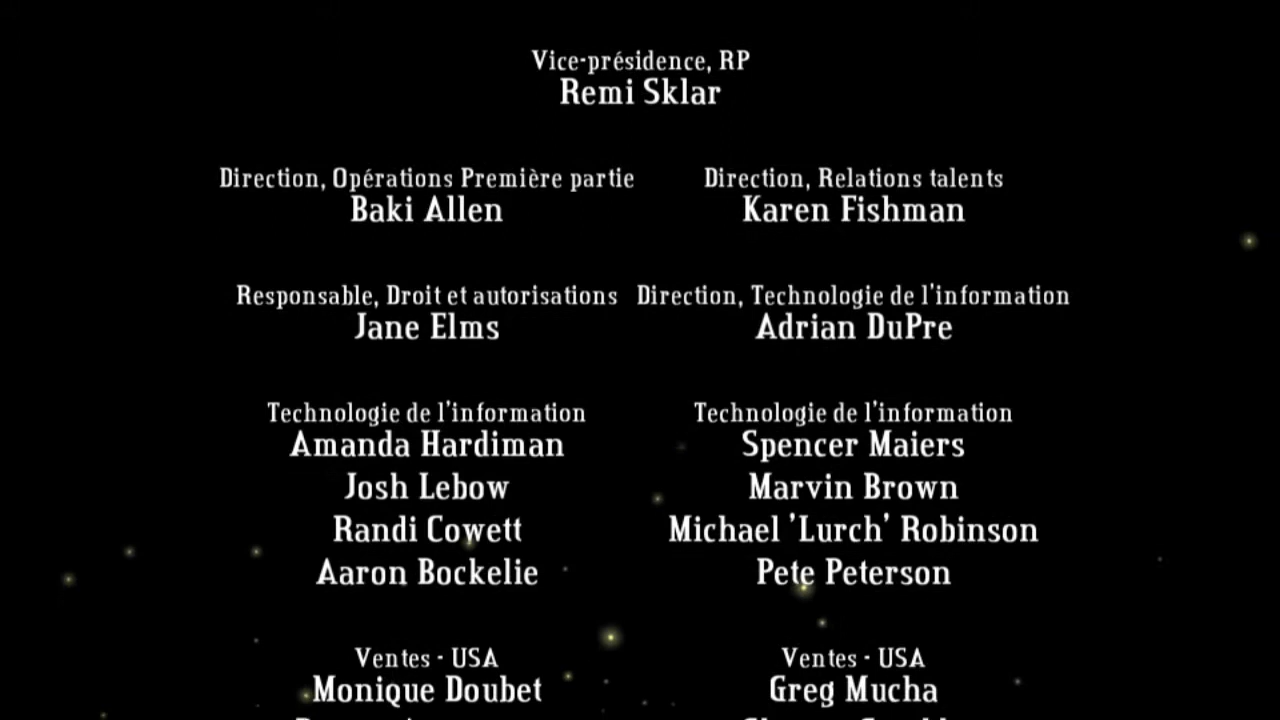 Vice-présidence, RP
Remi Sklar
Direction, Opérations Première partie
Baki Allen
Direction, Relations talents
Karen Fishman
Responsable, Droit et autorisations
Jane Elms
Direction, Technologie de l'information
Adrian DuPre
Technologie de l'information
Amanda Hardiman
Josh Lebow
Randi Cowett
Aaron Bockelie
Technologie de l'information
Spencer Maiers
Marvin Brown
Michael 'Lurch' Robinson
Pete Peterson
Ventes - USA
Monique Doubet
Ventes - USA
Greg Mucha